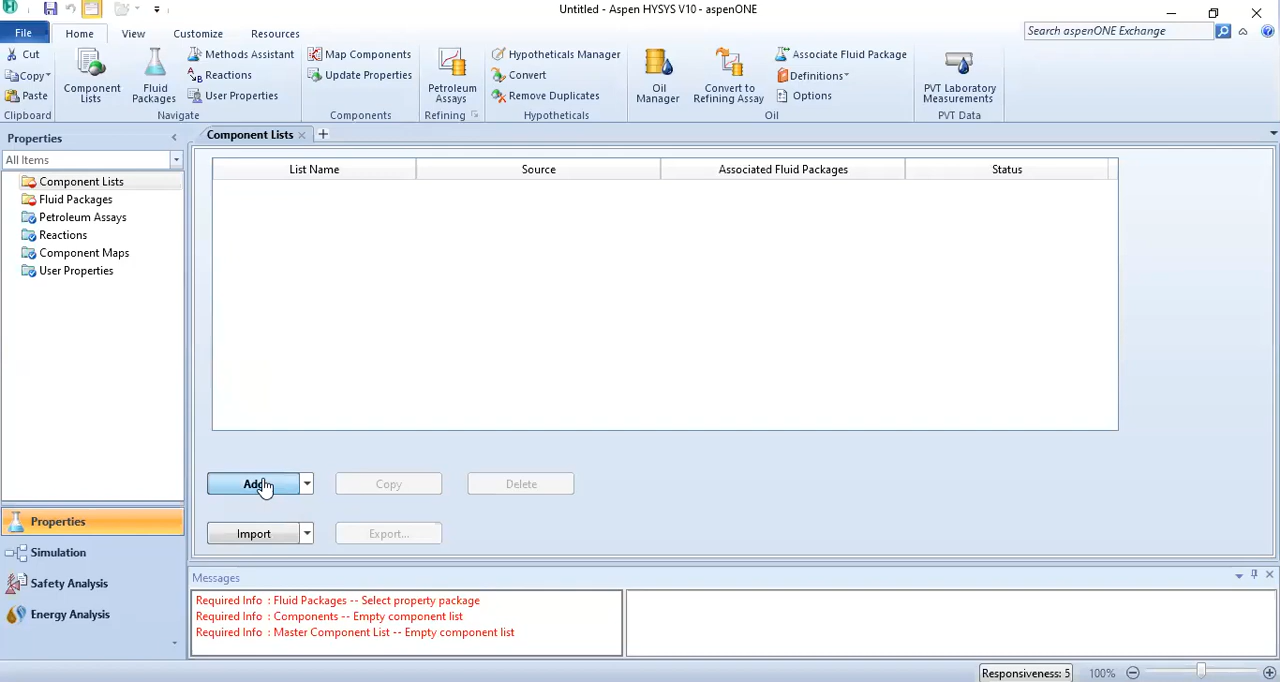 Untitled - Aspen HYSYS V10 - aspenONE
File
Home
View
Customize
Resources
Search aspenONE Exchange
Cut
Copy
Paste
Clipboard
Component Lists
Fluid Packages
Methods Assistant
Reactions
User Properties
Navigate
Map Components
Update Properties
Components
Petroleum Assays
Refining
Hypotheticals Manager
Convert
Remove Duplicates
Hypotheticals
Oil Manager
Convert to Refining Assay
Associate Fluid Package
Definitions
Options
Oil
PVT Laboratory Measurements
PVT Data
Properties
All Items
Component Lists
Fluid Packages
Petroleum Assays
Reactions
Component Maps
User Properties
Properties
Simulation
Safety Analysis
Energy Analysis
Component Lists
List Name
Source
Associated Fluid Packages
Status
Add
Copy
Delete
Import
Export...
Messages
Required Info : Fluid Packages -- Select property package
Required Info : Components -- Empty component list
Required Info : Master Component List -- Empty component list
Responsiveness: 5
100%